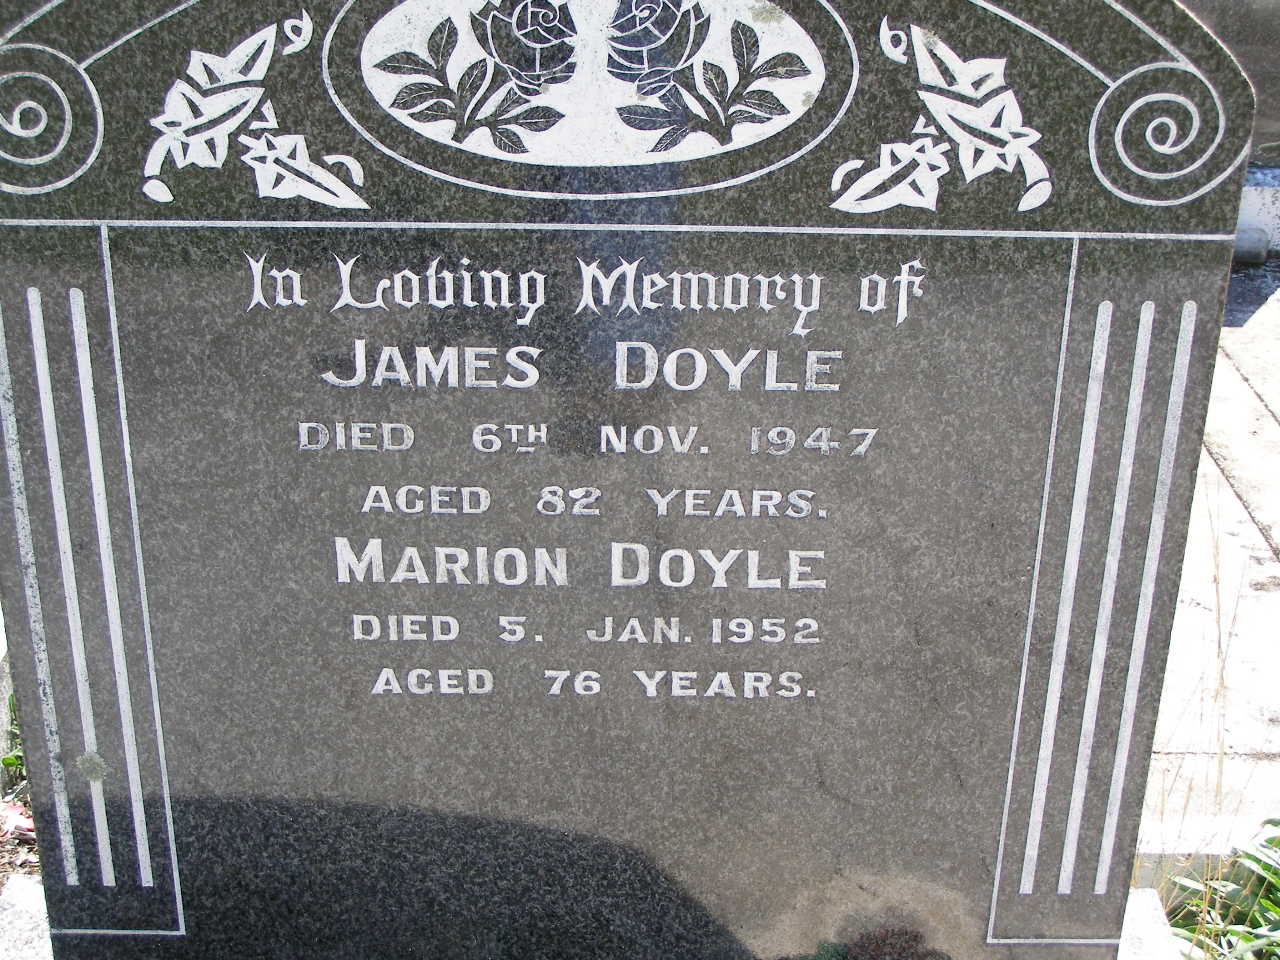 In Loving Memory of
JAMES DOYLE
DIED 6TH NOV. 1947
AGED 82 YEARS.
MARION DOYLE
DIED 5. JAN. 1952
AGED 76 YEARS.